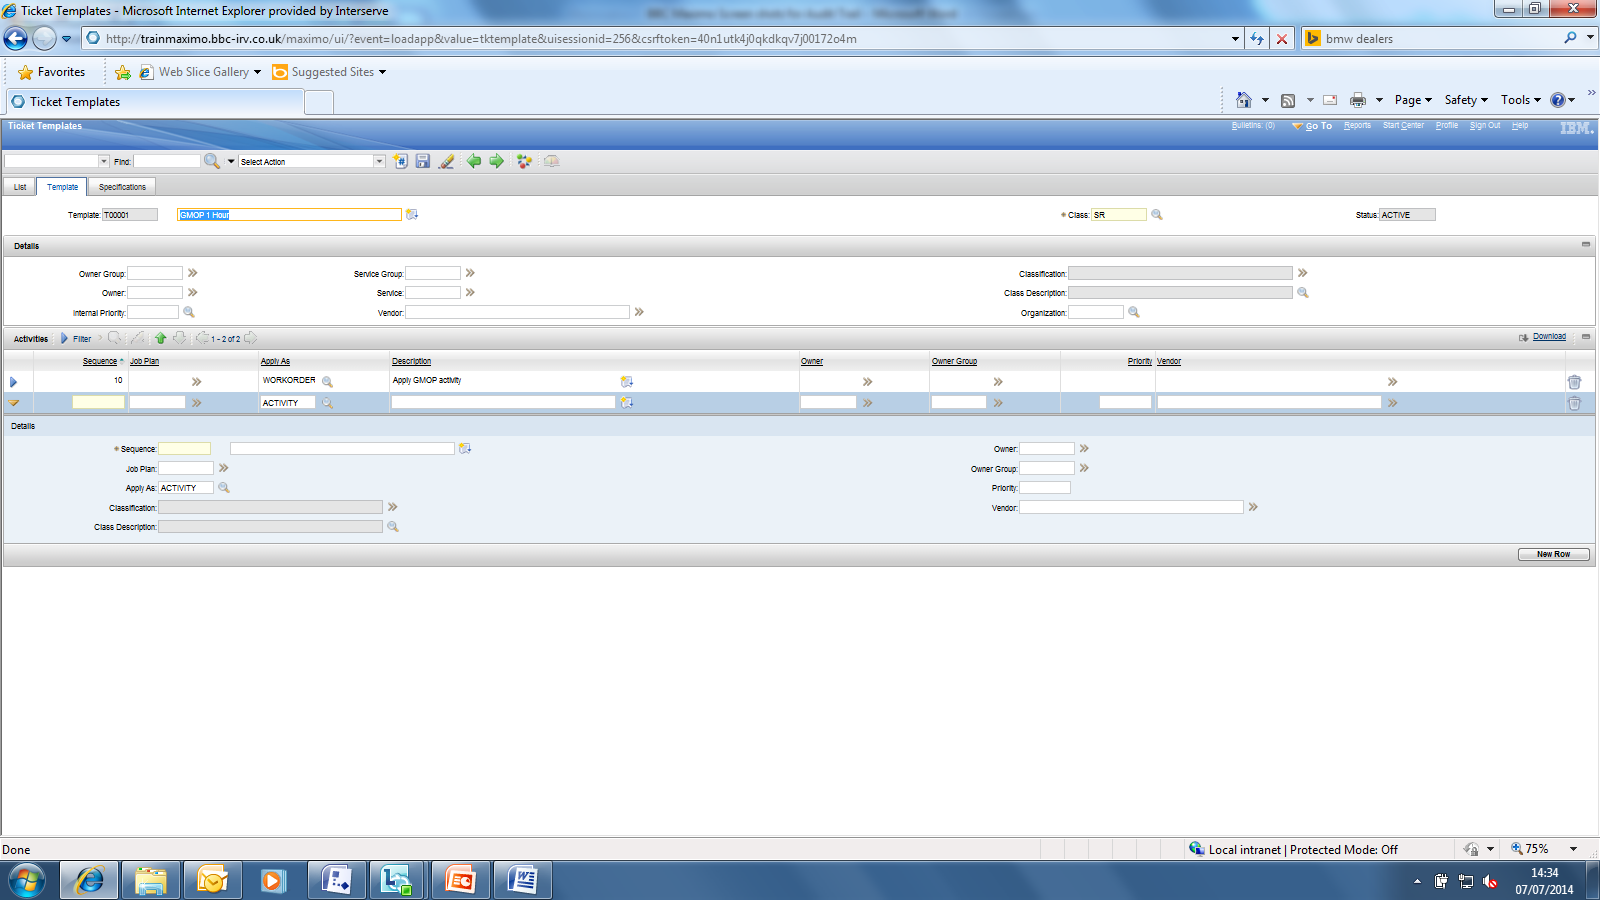 Ticket Templates - Microsoft Internet Explorer provided by Interserve
http://trainmaximo.bbc-irv.co.uk/maximo/ui/?event=loadapp&value=tktemplate&uisessionid=256&csrftoken=40n1utk4j0qkdkqv7j00172o4m
bmw dealers
Favorites Web Slice Gallery Suggested Sites
Ticket Templates
Page Safety Tools
Ticket Templates Bulletins: (0) Go To Reports Start Center Profile Sign Out Help IBM.
Find: Select Action
List Template Specifications
Template: T00001 GMOP 1 Hour * Class: SR Status: ACTIVE
Details
Owner Group: Service Group: Classification:
Owner: Service: Class Description:
Internal Priority: Vendor: Organization:
Activities Filter 1 - 2 of 2 Download
Sequence Job Plan Apply As Description Owner Owner Group Priority Vendor
10 WORKORDER Apply GMOP activity
ACTIVITY
Details
* Sequence: Owner:
Job Plan: Owner Group:
Apply As: ACTIVITY Priority:
Classification: Vendor:
Class Description:
New Row
Done Local intranet | Protected Mode: Off 75%
14:34
07/07/2014